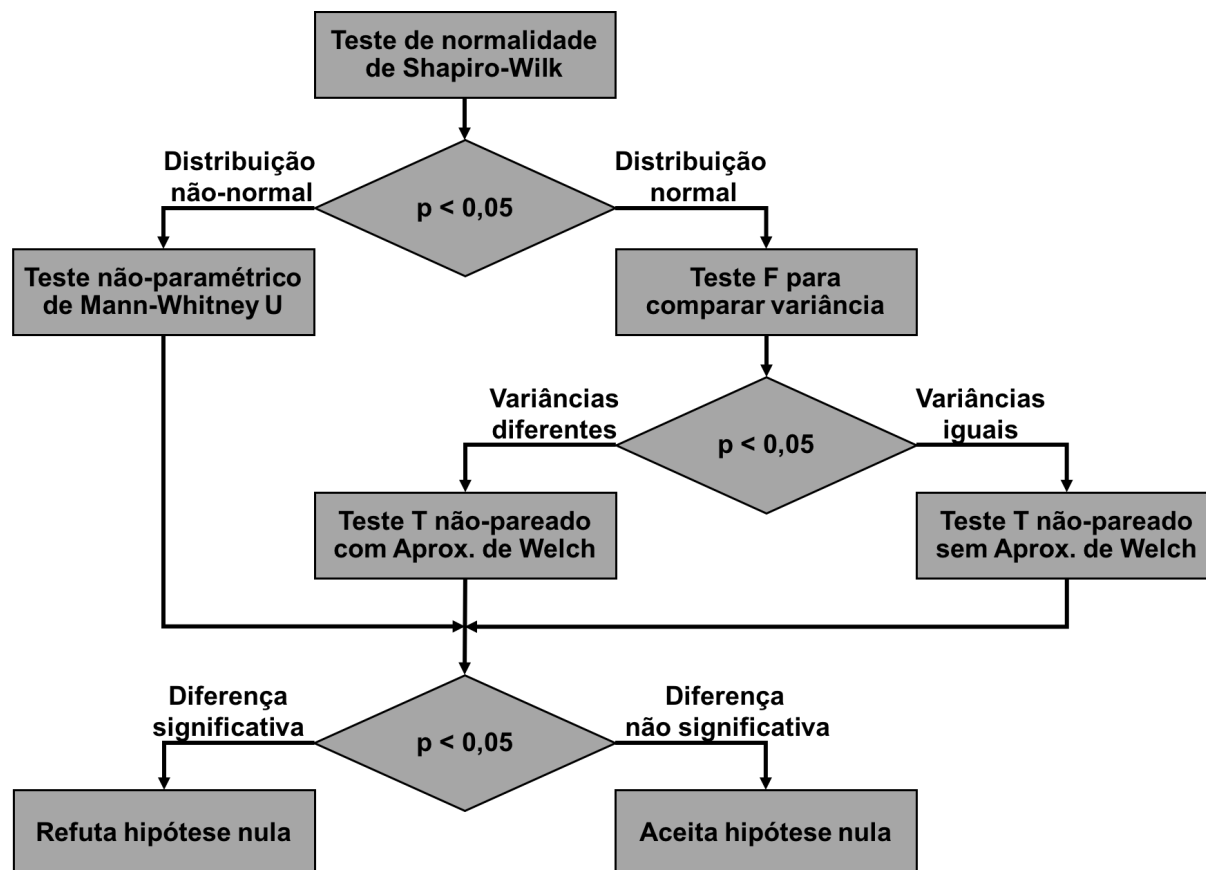 Teste de normalidade
de Shapiro-Wilk
Distribuição
não-normal
Distribuição
normal
p < 0,05
Teste não-paramétrico
de Mann-Whitney U
Teste F para
comparar variância
Variâncias
diferentes
Variâncias
iguais
p < 0,05
Teste T não-pareado
com Aprox. de Welch
Teste T não-pareado
sem Aprox. de Welch
Diferença
significativa
Diferença
não significativa
p < 0,05
Refuta hipótese nula
Aceita hipótese nula